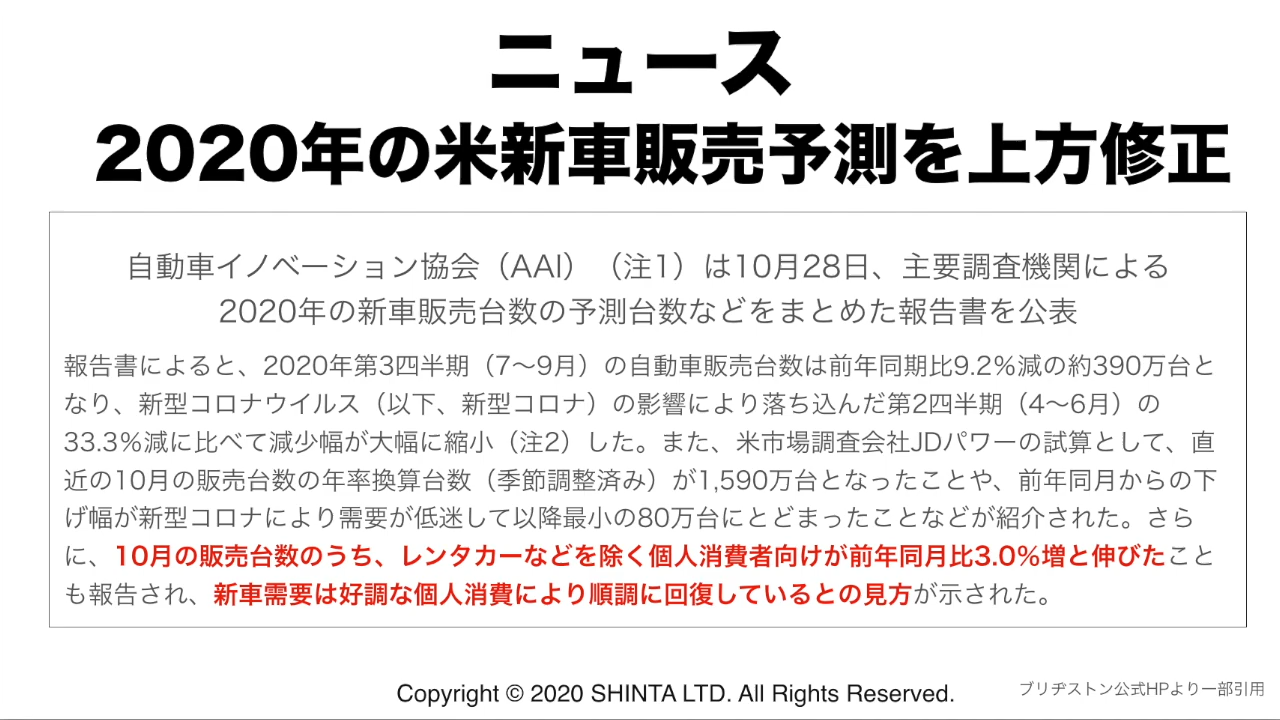 ニュース
2020年の米新車販売予測を上方修正
自動車イノベーション協会（AAI）（注1）は10月28日、主要調査機関による
2020年の新車販売台数の予測台数などをまとめた報告書を公表
報告書によると、2020年第3四半期（7〜9月）の自動車販売台数は前年同期比9.2％減の約390万台と
なり、新型コロナウイルス（以下、新型コロナ）の影響により落ち込んだ第2四半期（4〜6月）の
33.3％減に比べて減少幅が大幅に縮小（注2）した。また、米市場調査会社JDパワーの試算として、直
近の10月の販売台数の年率換算台数（季節調整済み）が1,590万台となったことや、前年同月からの下
げ幅が新型コロナにより需要が低迷して以降最小の80万台にとどまったことなどが紹介された。さら
に、10月の販売台数のうち、レンタカーなどを除く個人消費者向けが前年同月比3.0％増と伸びたこと
も報告され、新車需要は好調な個人消費により順調に回復しているとの見方が示された。
Copyright © 2020 SHINTA LTD. All Rights Reserved.
ブリヂストン公式HPより一部引用